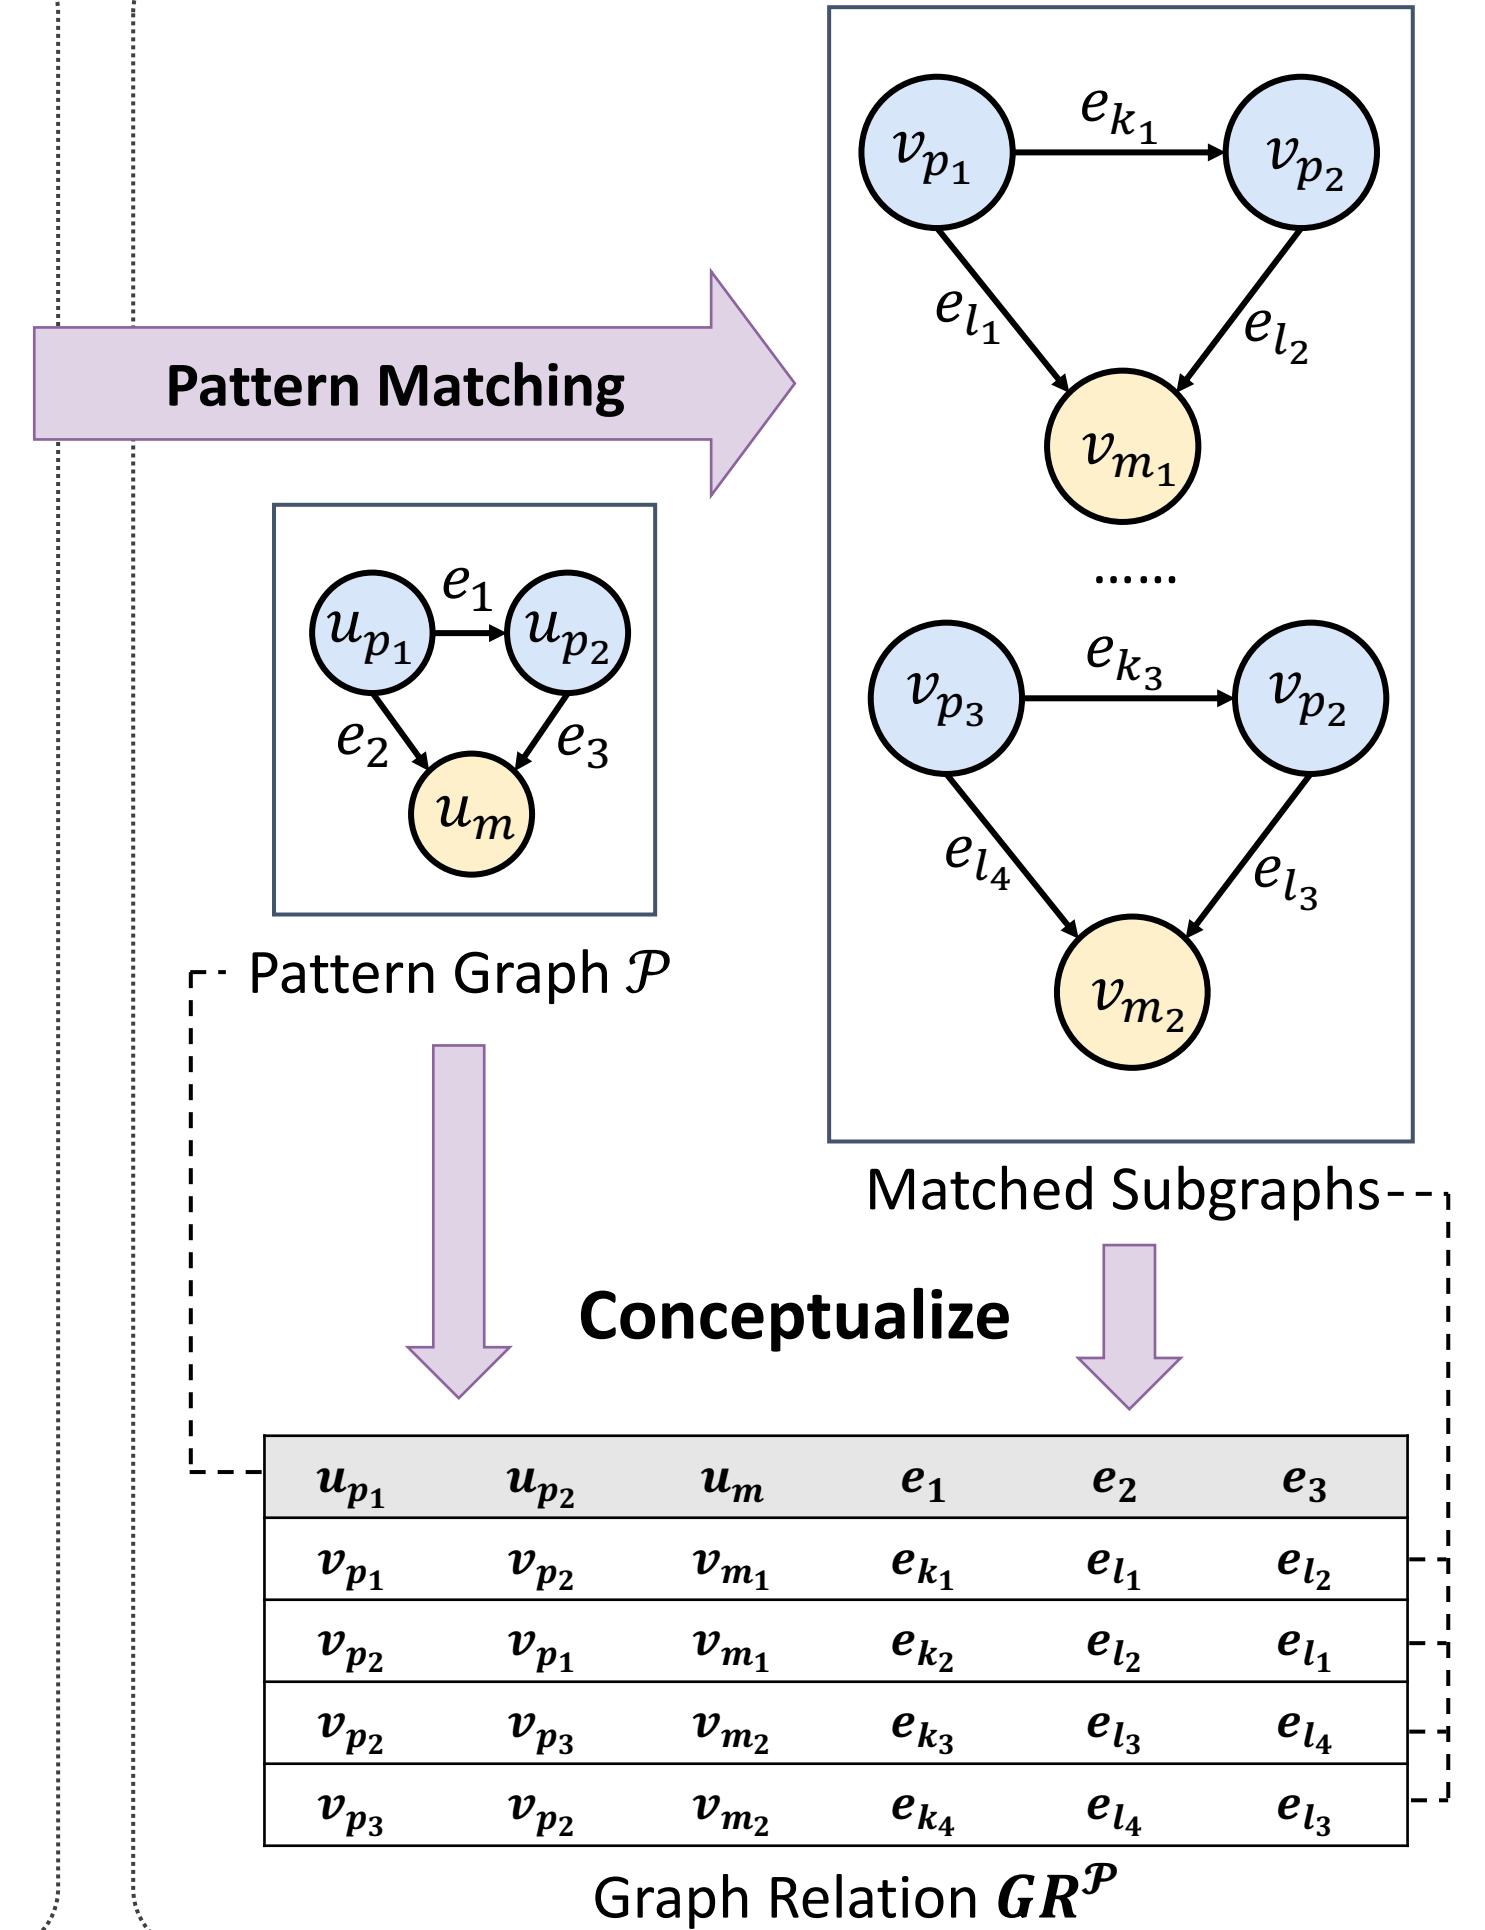 e_{k_1}
v_{p_1} v_{p_2}
e_{l_1} e_{l_2}
Pattern Matching
v_{m_1}
e_1
u_{p_1} u_{p_2}
e_2 e_3
u_m
Pattern Graph 𝒫
.......
e_{k_3}
v_{p_3} v_{p_2}
e_{l_4} e_{l_3}
v_{m_2}
Matched Subgraphs
Conceptualize
u_{p_1} u_{p_2} u_m e_1 e_2 e_3
v_{p_1} v_{p_2} v_{m_1} e_{k_1} e_{l_1} e_{l_2}
v_{p_2} v_{p_1} v_{m_1} e_{k_2} e_{l_2} e_{l_1}
v_{p_2} v_{p_3} v_{m_2} e_{k_3} e_{l_3} e_{l_4}
v_{p_3} v_{p_2} v_{m_2} e_{k_4} e_{l_4} e_{l_3}
Graph Relation GR^𝒫